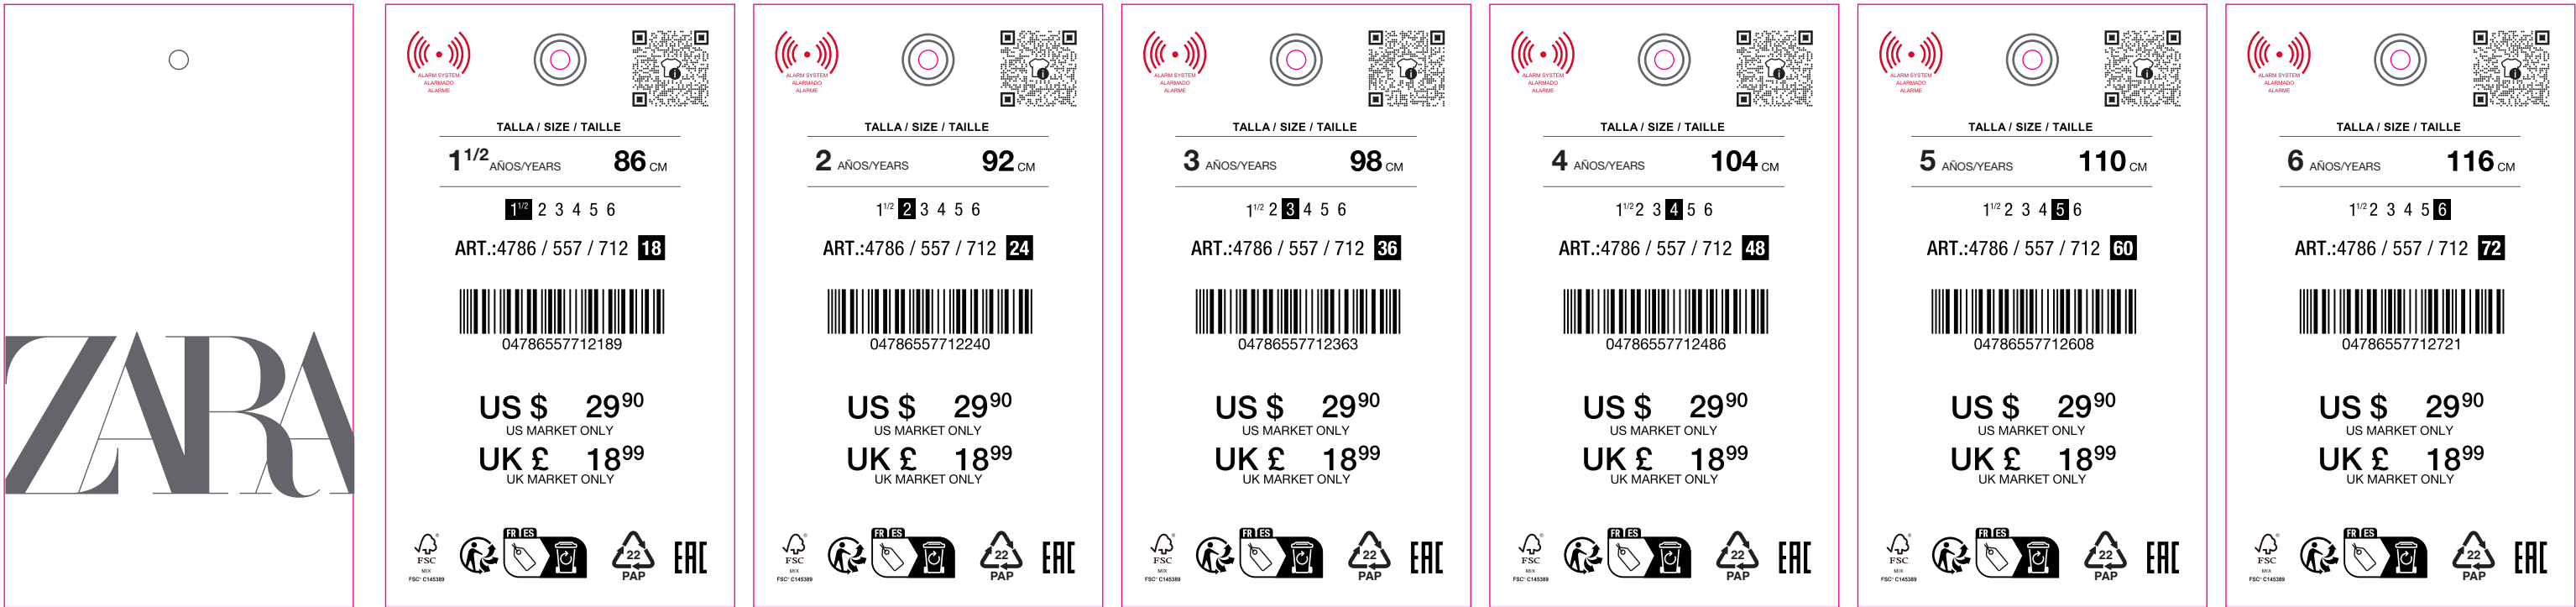 ZARA
ALARM SYSTEM
ALARMADO
ALARME
TALLA / SIZE / TAILLE
1 1/2 AÑOS/YEARS 86 CM
1 1/2 2 3 4 5 6
ART.:4786 / 557 / 712 18
04786557712189
US $ 29 90
US MARKET ONLY
UK £ 18 99
UK MARKET ONLY
FSC®
MIX
FSC® C145389
FR ES
22
PAP
EAC
ALARM SYSTEM
ALARMADO
ALARME
TALLA / SIZE / TAILLE
2 AÑOS/YEARS 92 CM
1 1/2 2 3 4 5 6
ART.:4786 / 557 / 712 24
04786557712240
US $ 29 90
US MARKET ONLY
UK £ 18 99
UK MARKET ONLY
FSC®
MIX
FSC® C145389
FR ES
22
PAP
EAC
ALARM SYSTEM
ALARMADO
ALARME
TALLA / SIZE / TAILLE
3 AÑOS/YEARS 98 CM
1 1/2 2 3 4 5 6
ART.:4786 / 557 / 712 36
04786557712363
US $ 29 90
US MARKET ONLY
UK £ 18 99
UK MARKET ONLY
FSC®
MIX
FSC® C145389
FR ES
22
PAP
EAC
ALARM SYSTEM
ALARMADO
ALARME
TALLA / SIZE / TAILLE
4 AÑOS/YEARS 104 CM
1 1/2 2 3 4 5 6
ART.:4786 / 557 / 712 48
04786557712486
US $ 29 90
US MARKET ONLY
UK £ 18 99
UK MARKET ONLY
FSC®
MIX
FSC® C145389
FR ES
22
PAP
EAC
ALARM SYSTEM
ALARMADO
ALARME
TALLA / SIZE / TAILLE
5 AÑOS/YEARS 110 CM
1 1/2 2 3 4 5 6
ART.:4786 / 557 / 712 60
04786557712608
US $ 29 90
US MARKET ONLY
UK £ 18 99
UK MARKET ONLY
FSC®
MIX
FSC® C145389
FR ES
22
PAP
EAC
ALARM SYSTEM
ALARMADO
ALARME
TALLA / SIZE / TAILLE
6 AÑOS/YEARS 116 CM
1 1/2 2 3 4 5 6
ART.:4786 / 557 / 712 72
04786557712721
US $ 29 90
US MARKET ONLY
UK £ 18 99
UK MARKET ONLY
FSC®
MIX
FSC® C145389
FR ES
22
PAP
EAC